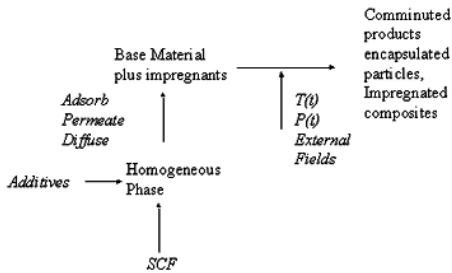 Comminuted
products
encapsulated
particles,
Impregnated
composites
Base Material
plus impregnants
Adsorb
Permeate
Diffuse
T(t)
P(t)
External
Fields
Additives
Homogeneous
Phase
SCF